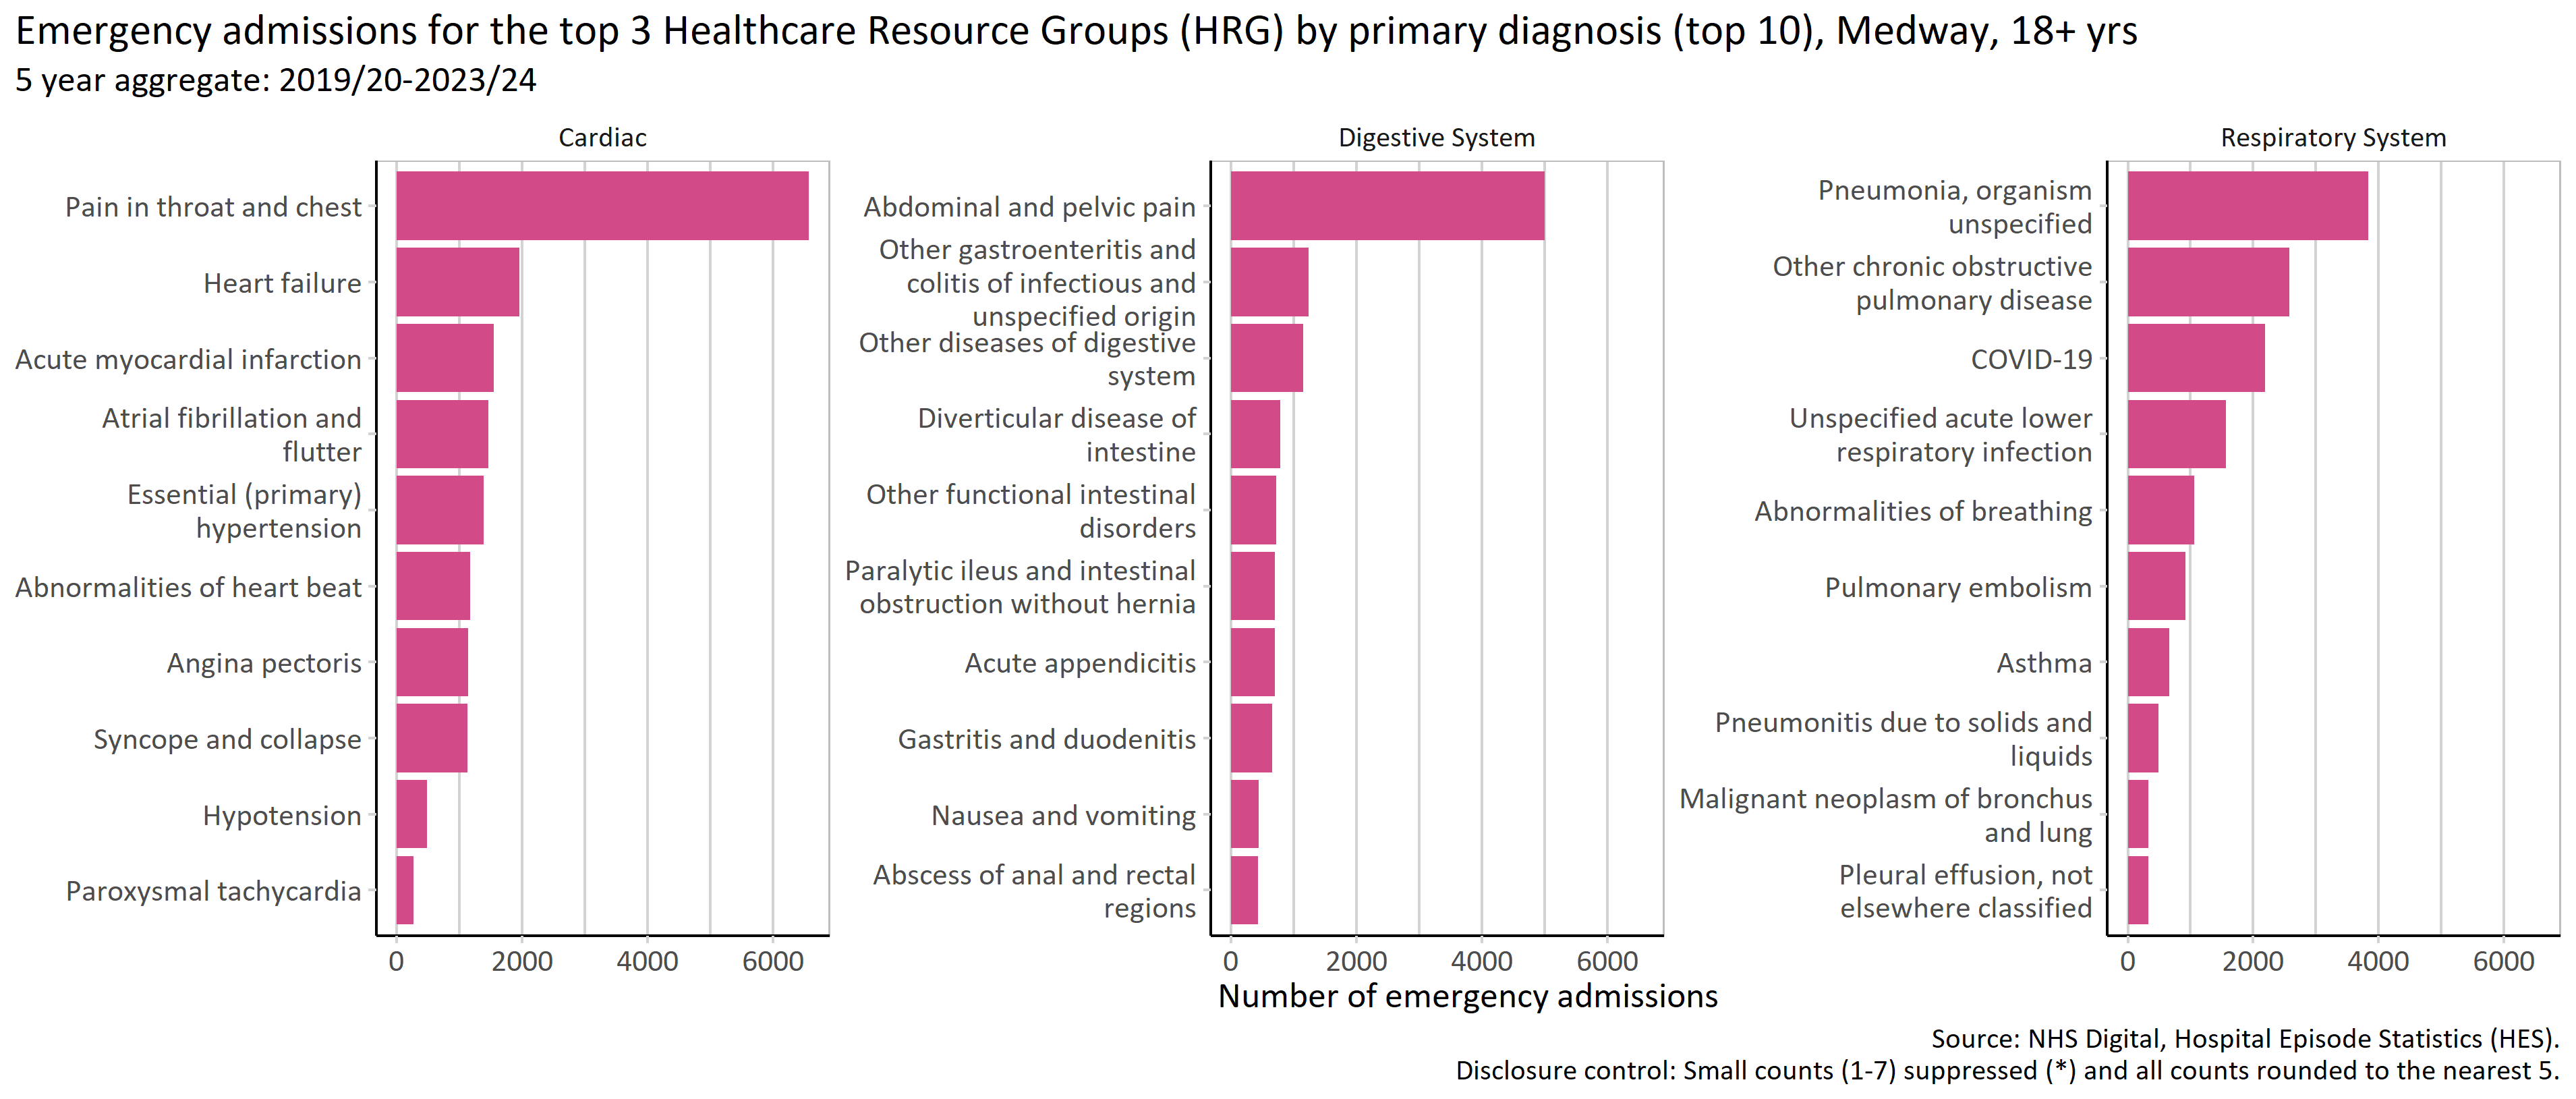 Emergency admissions for the top 3 Healthcare Resource Groups (HRG) by primary diagnosis (top 10), Medway, 18+ yrs
5 year aggregate: 2019/20-2023/24
Cardiac
Pain in throat and chest
Heart failure
Acute myocardial infarction
Atrial fibrillation and
flutter
Essential (primary)
hypertension
Abnormalities of heart beat
Angina pectoris
Syncope and collapse
Hypotension
Paroxysmal tachycardia
0 2000 4000 6000
Digestive System
Abdominal and pelvic pain
Other gastroenteritis and
colitis of infectious and
unspecified origin
Other diseases of digestive
system
Diverticular disease of
intestine
Other functional intestinal
disorders
Paralytic ileus and intestinal
obstruction without hernia
Acute appendicitis
Gastritis and duodenitis
Nausea and vomiting
Abscess of anal and rectal
regions
0 2000 4000 6000
Respiratory System
Pneumonia, organism
unspecified
Other chronic obstructive
pulmonary disease
COVID-19
Unspecified acute lower
respiratory infection
Abnormalities of breathing
Pulmonary embolism
Asthma
Pneumonitis due to solids and
liquids
Malignant neoplasm of bronchus
and lung
Pleural effusion, not
elsewhere classified
0 2000 4000 6000
Number of emergency admissions
Source: NHS Digital, Hospital Episode Statistics (HES).
Disclosure control: Small counts (1-7) suppressed (*) and all counts rounded to the nearest 5.